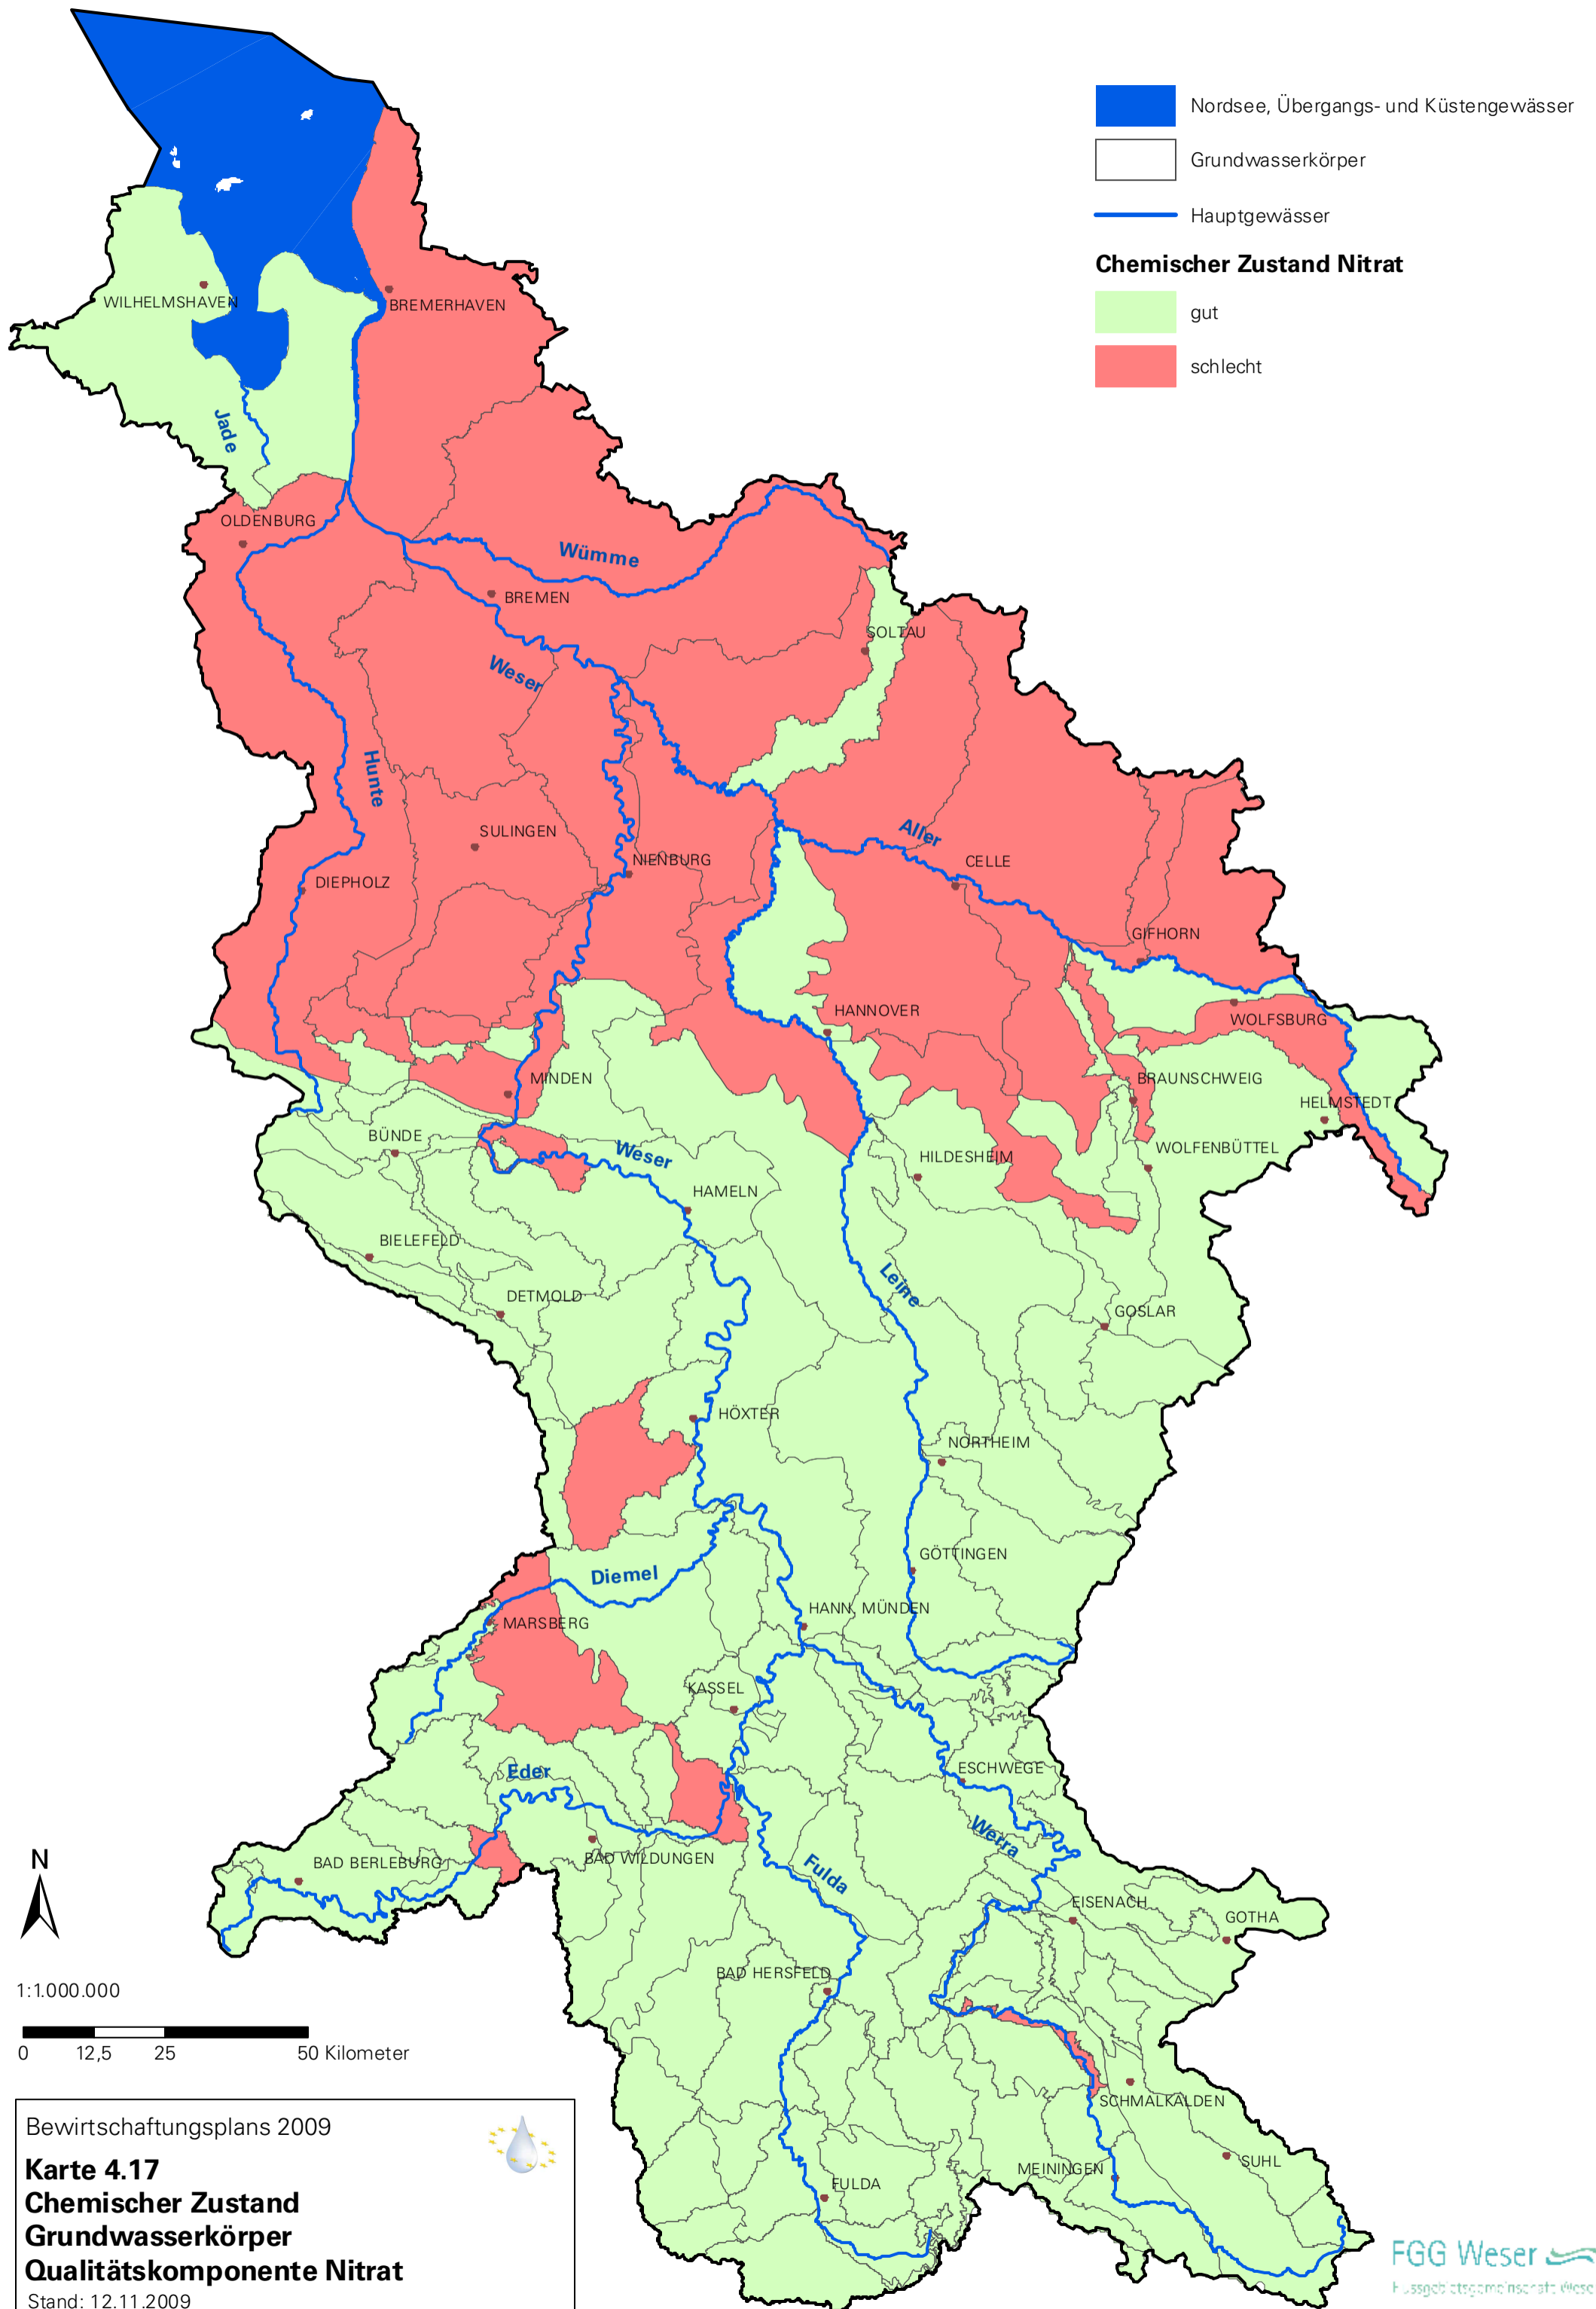 Nordsee, Übergangs- und Küstengewässer
Grundwasserkörper
Hauptgewässer
Chemischer Zustand Nitrat
gut
schlecht
WILHELMSHAVEN
BREMERHAVEN
Jade
OLDENBURG
Wümme
BREMEN
SOLTAU
Weser
Hunte
SULINGEN
Aller
NIENBURG
CELLE
DIEPHOLZ
GIFHORN
HANNOVER
WOLFSBURG
MINDEN
BRAUNSCHWEIG
HELMSTEDT
BÜNDE
WOLFENBÜTTEL
Weser
HILDESHEIM
HAMELN
BIELEFELD
Leine
DETMOLD
GOSLAR
HÖXTER
NORTHEIM
GÖTTINGEN
Diemel
HANN. MÜNDEN
MARSBERG
KASSEL
ESCHWEGE
Eder
Werra
BAD WILDUNGEN
BAD BERLEBURG
Fulda
EISENACH
GOTHA
BAD HERSFELD
SCHMALKALDEN
MEININGEN
SUHL
FULDA
N
1:1.000.000
0 12,5 25 50 Kilometer
Bewirtschaftungsplans 2009
Karte 4.17
Chemischer Zustand
Grundwasserkörper
Qualitätskomponente Nitrat
Stand: 12.11.2009
FGG Weser
Flussgebietsgemeinschaft Weser